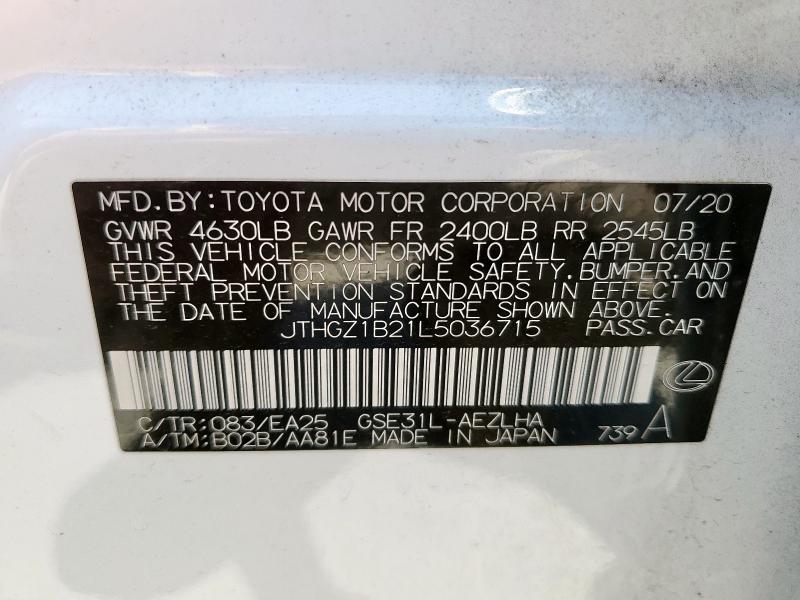 MFD.BY: TOYOTA MOTOR CORPORATION 07/20
GVWR 4630LB GAWR FR 2400LB RR 2545LB
THIS VEHICLE CONFORMS TO ALL APPLICABLE
FEDERAL MOTOR VEHICLE SAFETY,BUMPER,AND
THEFT PREVENTION STANDARDS IN EFFECT ON
THE DATE OF MANUFACTURE SHOWN ABOVE.
JTHGZ1B21L5036715 PASS.CAR
C/TR:083/EA25 GSE31L-AEZLHA
A/TM:B02B/AA81E MADE IN JAPAN 739 A